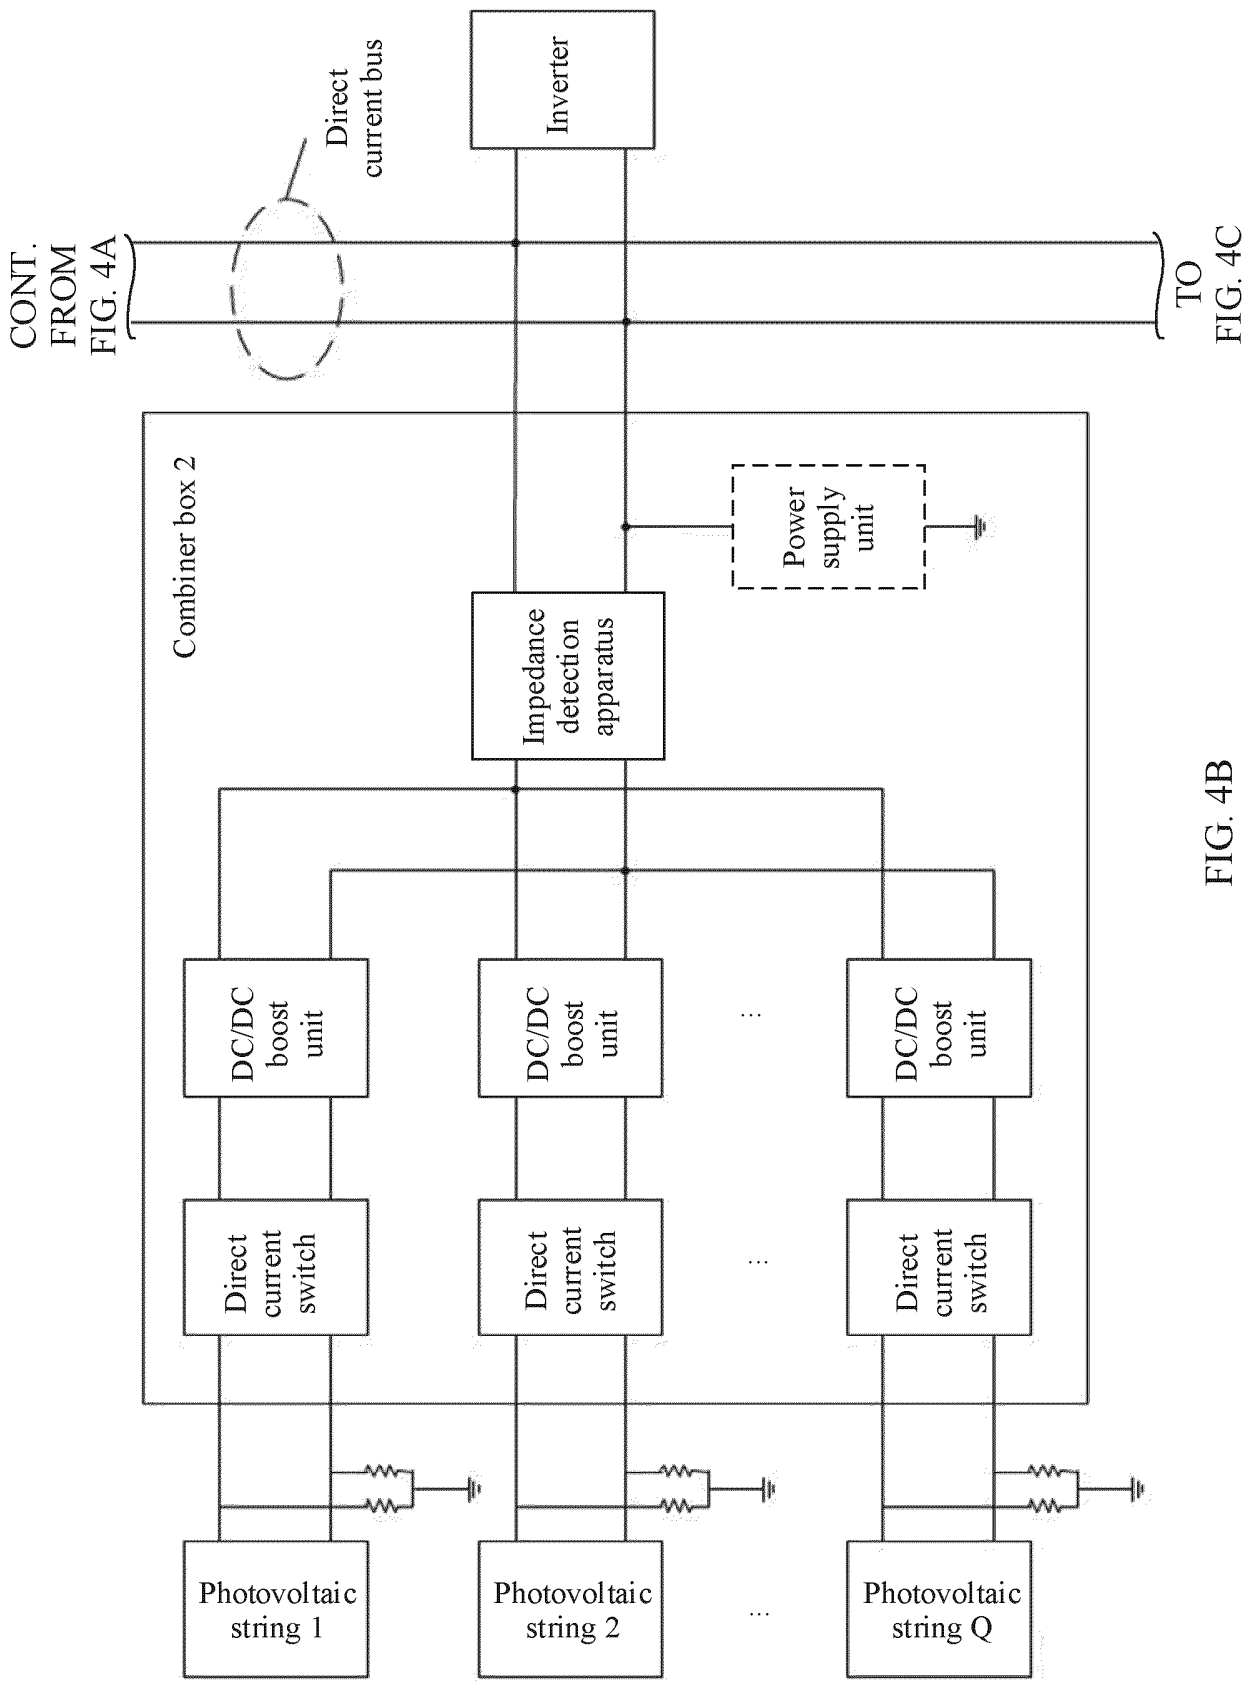 CONT.
FROM
FIG. 4A
Direct
current bus
Inverter
TO
FIG. 4C
Combiner box 2
Power
supply
unit
Impedance
detection
apparatus
DC/DC
boost
unit
DC/DC
boost
unit
...
DC/DC
boost
unit
Direct
current
switch
Direct
current
switch
...
Direct
current
switch
Photovoltaic
string 1
Photovoltaic
string 2
...
Photovoltaic
string Q
FIG. 4B